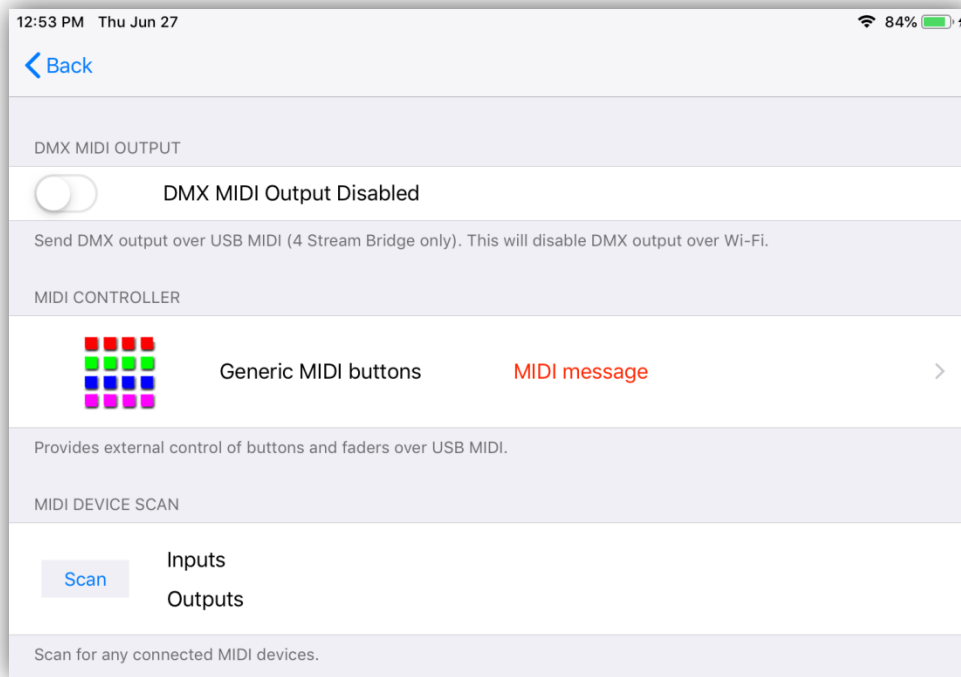 12:53 PM Thu Jun 27 84%
Back
DMX MIDI OUTPUT
DMX MIDI Output Disabled
Send DMX output over USB MIDI (4 Stream Bridge only). This will disable DMX output over Wi-Fi.
MIDI CONTROLLER
Generic MIDI buttons MIDI message
Provides external control of buttons and faders over USB MIDI.
MIDI DEVICE SCAN
Inputs
Scan
Outputs
Scan for any connected MIDI devices.